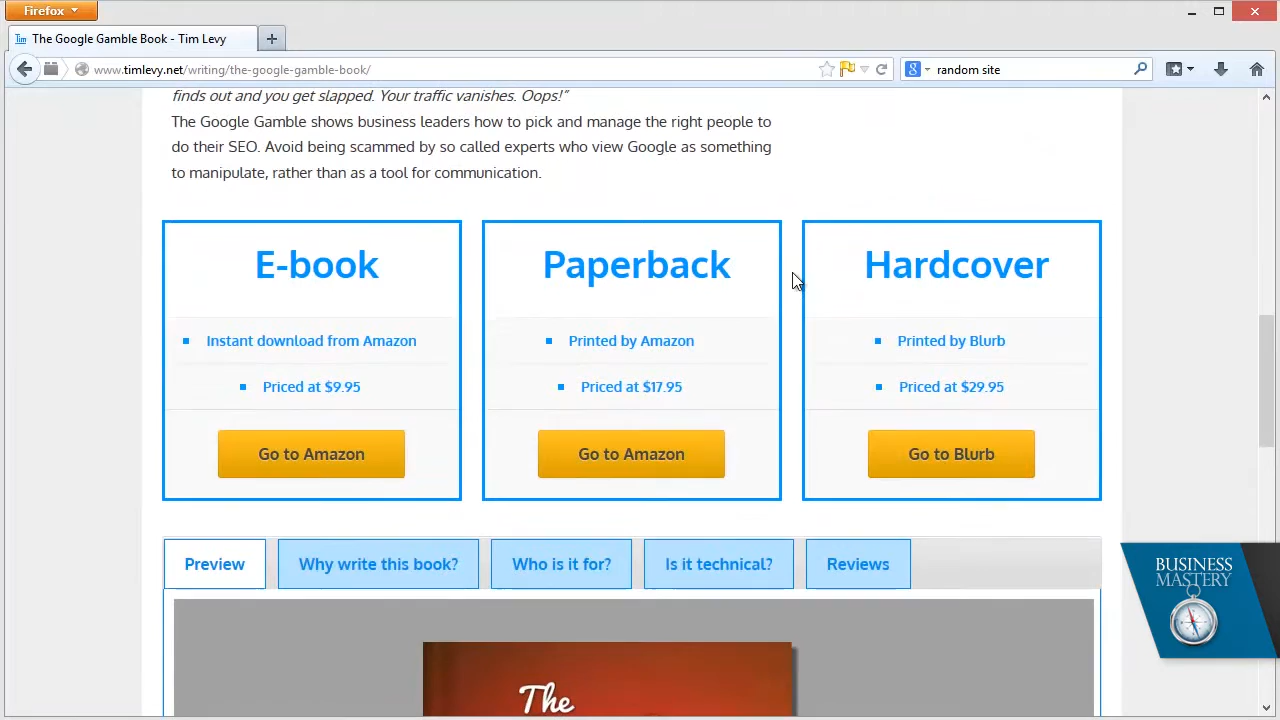 Firefox
The Google Gamble Book - Tim Levy
www.timlevy.net/writing/the-google-gamble-book/
random site
finds out and you get slapped. Your traffic vanishes. Oops!"
The Google Gamble shows business leaders how to pick and manage the right people to
do their SEO. Avoid being scammed by so called experts who view Google as something
to manipulate, rather than as a tool for communication.
E-book
Instant download from Amazon
Priced at $9.95
Go to Amazon
Paperback
Printed by Amazon
Priced at $17.95
Go to Amazon
Hardcover
Printed by Blurb
Priced at $29.95
Go to Blurb
Preview
Why write this book?
Who is it for?
Is it technical?
Reviews
BUSINESS
MASTERY
The